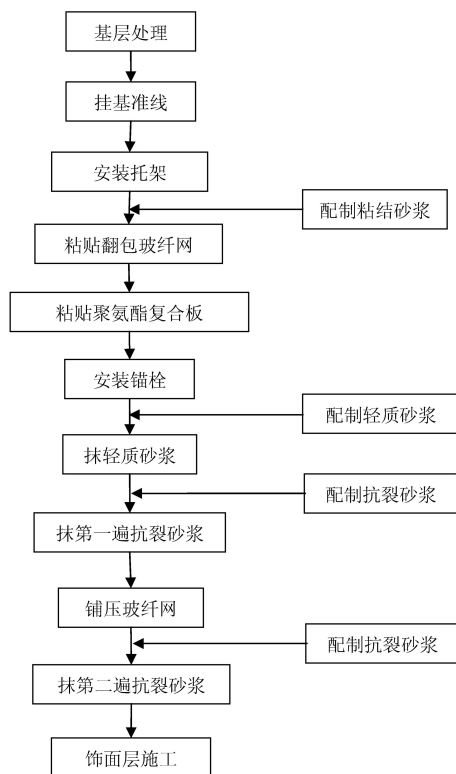 基层处理
挂基准线
安装托架
配制粘结砂浆
粘贴翻包玻纤网
粘贴聚氨酯复合板
安装锚栓
配制轻质砂浆
抹轻质砂浆
配制抗裂砂浆
抹第一遍抗裂砂浆
铺压玻纤网
配制抗裂砂浆
抹第二遍抗裂砂浆
饰面层施工